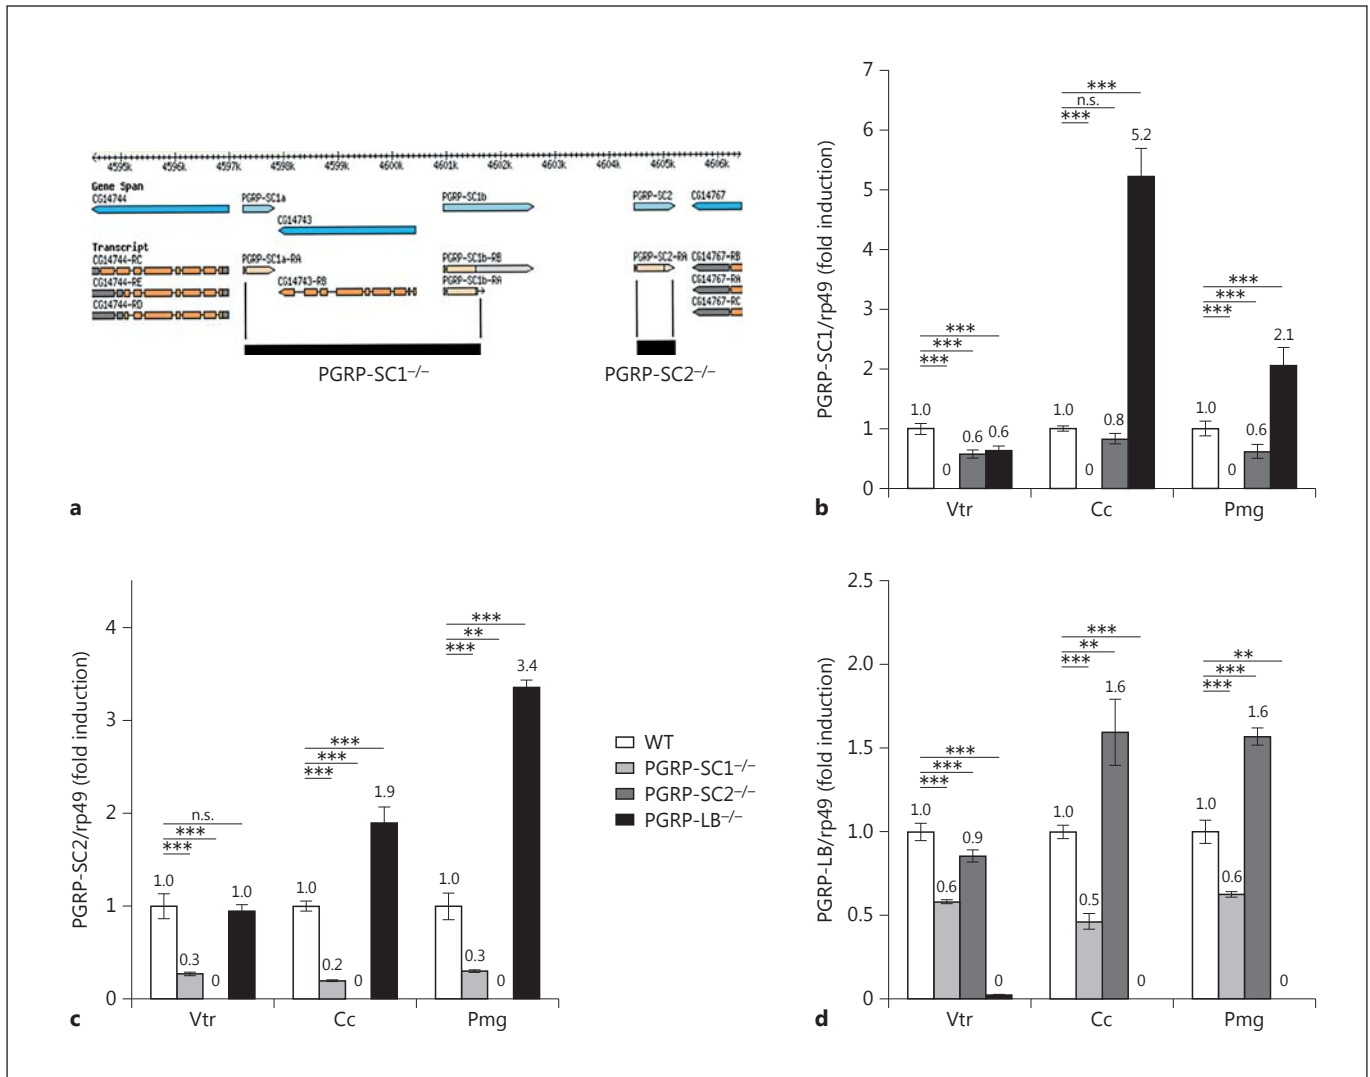 4595k 4596k 4597k 4598k 4599k 4600k 4601k 4602k 4603k 4604k 4605k 4606k
Gene Span
CG14744 PGRP-SC1a PGRP-SC1b PGRP-SC2 CG14767
CG14743
Transcript
CG14744-RC PGRP-SC1a-RA PGRP-SC1b-RB PGRP-SC2-RA CG14767-RB
CG14744-RE CG14743-RB PGRP-SC1b-RA CG14767-RA
CG14744-RD CG14767-RC
PGRP-SC1−/− PGRP-SC2−/−
a
PGRP-SC1/rp49 (fold induction)
7
6
5
4
3
2
1
0
***
***
***
1.0 0 0.6 0.6
***
n.s.
***
1.0 0 0.8 5.2
***
***
***
1.0 0 0.6 2.1
Vtr Cc Pmg
b
PGRP-SC2/rp49 (fold induction)
4
3
2
1
0
n.s.
***
***
1.0 0.3 0 1.0
***
***
***
1.0 0.2 0 1.9
***
**
***
1.0 0.3 0 3.4
Vtr Cc Pmg
c
WT
PGRP-SC1−/−
PGRP-SC2−/−
PGRP-LB−/−
PGRP-LB/rp49 (fold induction)
2.5
2.0
1.5
1.0
0.5
0
***
***
***
1.0 0.6 0.9 0
***
**
***
1.0 0.5 1.6 0
**
***
***
1.0 0.6 1.6 0
Vtr Cc Pmg
d